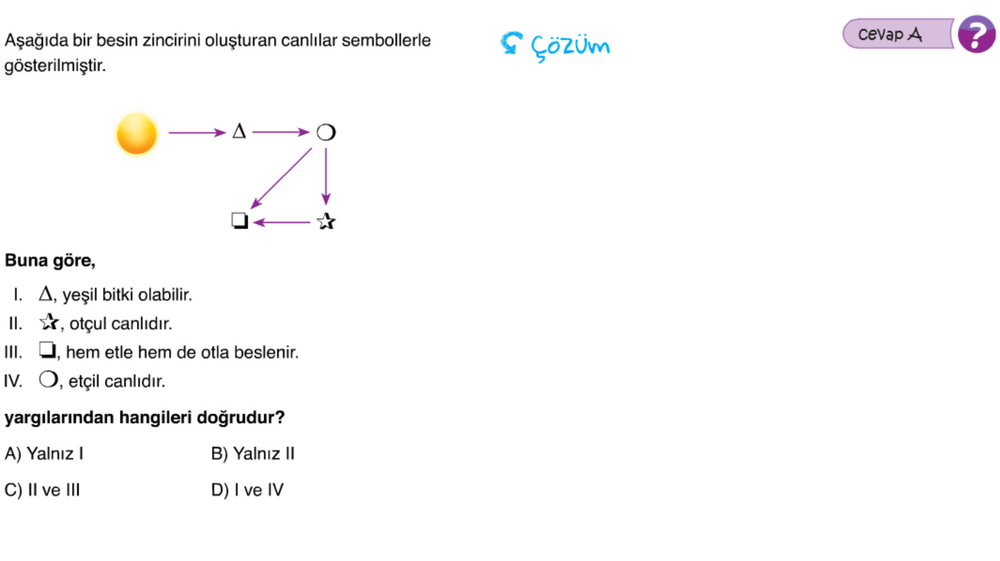 Aşağıda bir besin zincirini oluşturan canlılar sembollerle
gösterilmiştir.
Δ
Buna göre,
I. Δ, yeşil bitki olabilir.
II. ☆, otçul canlıdır.
III. ❏, hem etle hem de otla beslenir.
IV. ❍, etçil canlıdır.
yargılarından hangileri doğrudur?
A) Yalnız I
B) Yalnız II
C) II ve III
D) I ve IV
Çözüm
Cevap A
?